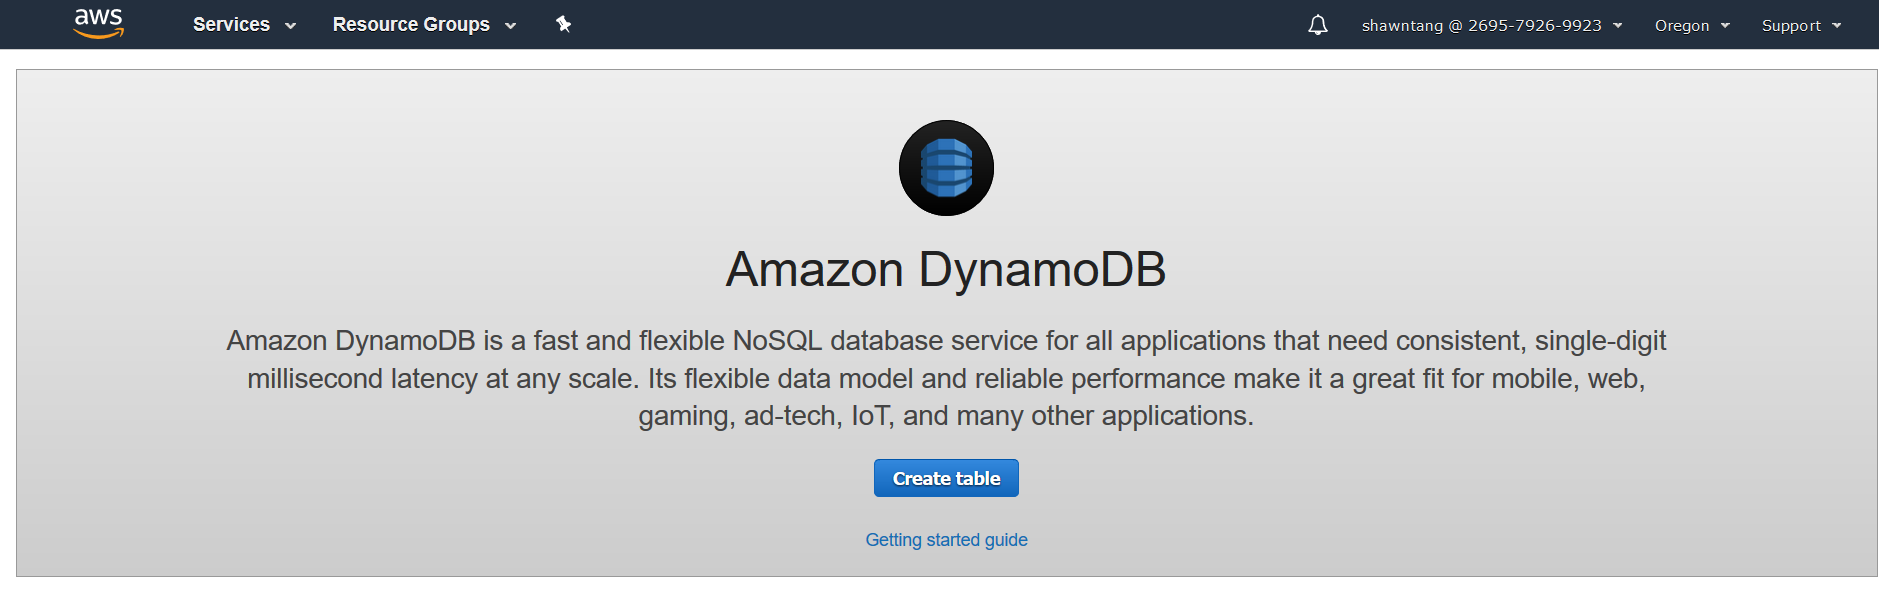 aws Services Resource Groups shawntang @ 2695-7926-9923 Oregon Support
Amazon DynamoDB
Amazon DynamoDB is a fast and flexible NoSQL database service for all applications that need consistent, single-digit
millisecond latency at any scale. Its flexible data model and reliable performance make it a great fit for mobile, web,
gaming, ad-tech, IoT, and many other applications.
Create table
Getting started guide